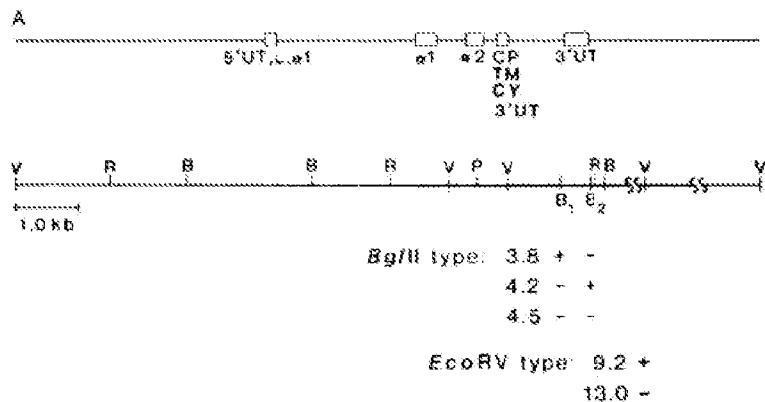 A
5'UT,L,α1 α1 α2 CP 3'UT
TM
CY
3'UT
V R B B R V P V R B V V
1.0 Kb B1 B2
BglII type: 3.8 + -
4.2 - +
4.5 - -
EcoRV type: 9.2 +
13.0 -